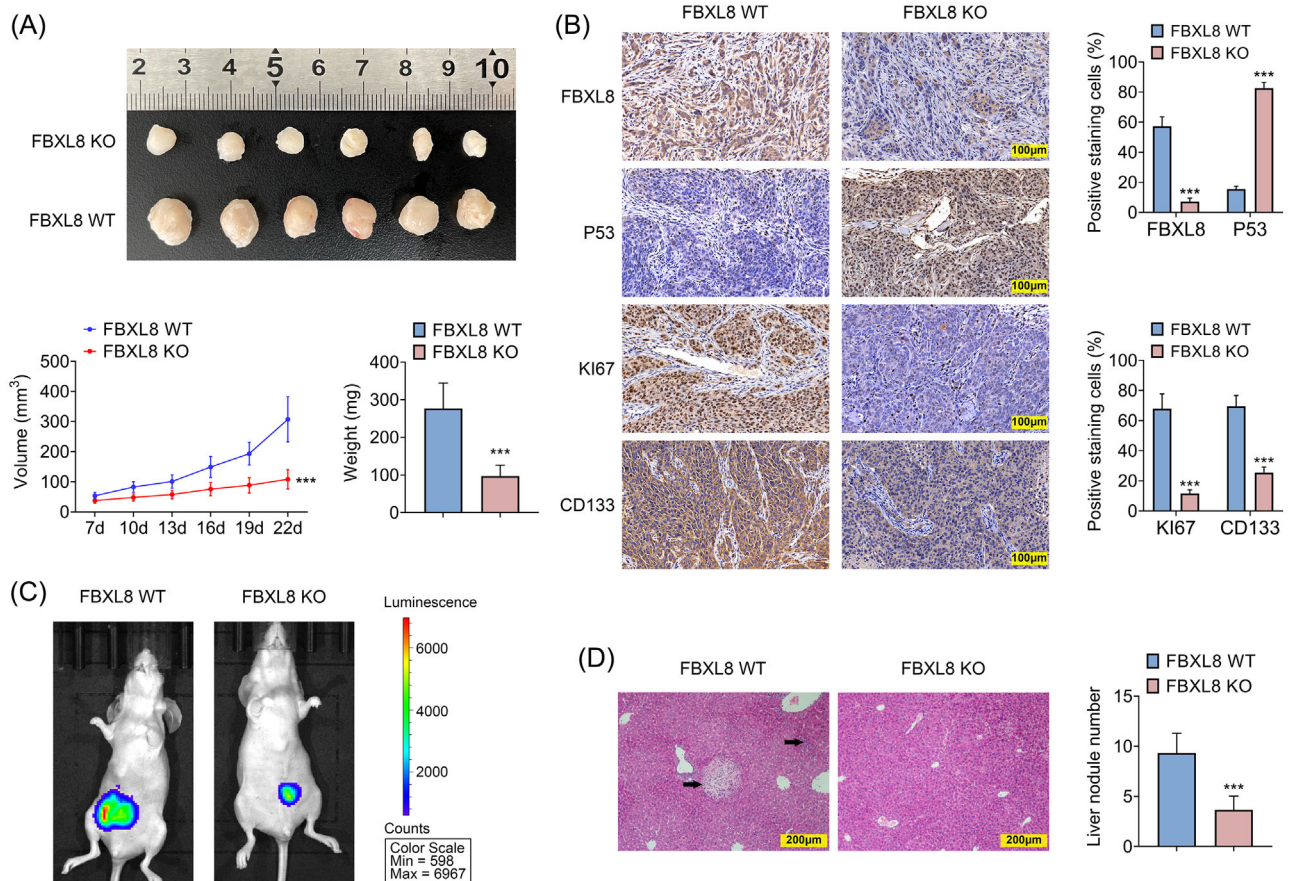 (A)
2 3 4 5 6 7 8 9 10
FBXL8 KO
FBXL8 WT
FBXL8 WT
FBXL8 KO
Volume (mm3)
500
400
300
200
100
0
7d 10d 13d 16d 19d 22d
***
FBXL8 WT
FBXL8 KO
Weight (mg)
400
300
200
100
0
***
(B)
FBXL8 WT FBXL8 KO
FBXL8
100μm
P53
100μm
KI67
100μm
CD133
100μm
FBXL8 WT
FBXL8 KO
Positive staining cells (%)
100
80
60
40
20
0
***
***
FBXL8 P53
FBXL8 WT
FBXL8 KO
Positive staining cells (%)
100
80
60
40
20
0
***
***
KI67 CD133
(C)
FBXL8 WT FBXL8 KO
Luminescence
6000
4000
2000
Counts
Color Scale
Min = 598
Max = 6967
(D)
FBXL8 WT FBXL8 KO
200μm 200μm
FBXL8 WT
FBXL8 KO
Liver nodule number
15
10
5
0
***